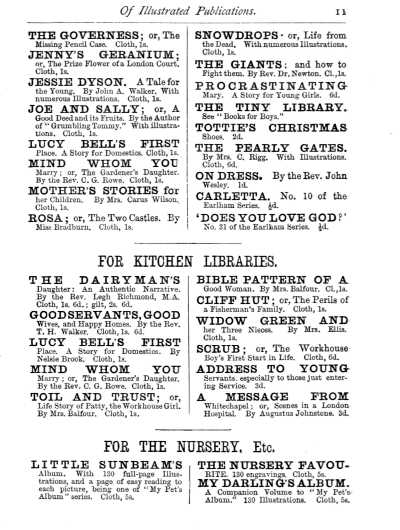 Of Illustrated Publications. 11
THE GOVERNESS; or, The
Missing Pencil Case. Cloth, 1s.
JENNY'S GERANIUM;
or, The Prize Flower of a London Court.
Cloth, 1s.
JESSIE DYSON. A Tale for
the Young. By John A. Walker. With
numerous Illustrations. Cloth, 1s.
JOE AND SALLY; or, A
Good Deed and its Fruits. By the Author
of "Grumbling Tommy." With Illustra-
tions. Cloth, 1s.
LUCY BELL'S FIRST
Place. A Story for Domestics. Cloth, 1s.
MIND WHOM YOU
Marry; or, The Gardener's Daughter.
By the Rev. C. G. Rowe. Cloth, 1s.
MOTHER'S STORIES for
her Children. By Mrs. Carus Wilson.
Cloth, 1s.
ROSA; or, The Two Castles. By
Miss Bradburn. Cloth, 1s.
SNOWDROPS; or, Life from
the Dead. With numerous Illustrations.
Cloth, 1s.
THE GIANTS: and how to
Fight them. By Rev. Dr. Newton. Cl., 1s.
PROCRASTINATING
Mary. A Story for Young Girls. 6d.
THE TINY LIBRARY.
See "Books for Boys."
TOTTIE'S CHRISTMAS
Shoes. 2d.
THE PEARLY GATES.
By Mrs. C. Rigg. With Illustrations.
Cloth, 6d.
ON DRESS. By the Rev. John
Wesley. 1d.
CARLETTA. No. 10 of the
Earlham Series. ½d.
'DOES YOU LOVE GOD?'
No. 21 of the Earlham Series. ½d.
FOR KITCHEN LIBRARIES.
THE DAIRYMAN'S
Daughter: An Authentic Narrative.
By the Rev. Legh Richmond, M.A.
Cloth, 1s. 6d.; gilt, 2s. 6d.
GOOD SERVANTS, GOOD
Wives, and Happy Homes. By the Rev.
T. H. Walker. Cloth, 1s. 6d.
LUCY BELL'S FIRST
Place. A Story for Domestics. By
Nelsie Brook. Cloth, 1s.
MIND WHOM YOU
Marry; or, The Gardener's Daughter.
By the Rev. C. G. Rowe. Cloth, 1s.
TOIL AND TRUST; or,
Life Story of Patty, the Workhouse Girl.
By Mrs. Balfour. Cloth, 1s.
BIBLE PATTERN OF A
Good Woman. By Mrs. Balfour. Cl., 1s.
CLIFF HUT; or, The Perils of
a Fisherman's Family. Cloth, 1s.
WIDOW GREEN AND
her Three Nieces. By Mrs. Ellis.
Cloth, 1s.
SCRUB; or, The Workhouse
Boy's First Start in Life. Cloth, 6d.
ADDRESS TO YOUNG
Servants, especially to those just enter-
ing Service. 3d.
A MESSAGE FROM
Whitechapel; or, Scenes in a London
Hospital. By Augustus Johnstone. 3d.
FOR THE NURSERY, Etc.
LITTLE SUNBEAM'S
Album. With 130 full-page Illus-
trations, and a page of easy reading to
each picture, being one of "My Pet's
Album" series. Cloth, 5s.
THE NURSERY FAVOU-
RITE. 130 engravings. Cloth, 5s.
MY DARLING'S ALBUM.
A Companion Volume to "My Pet's
Album." 130 Illustrations. Cloth, 5s.